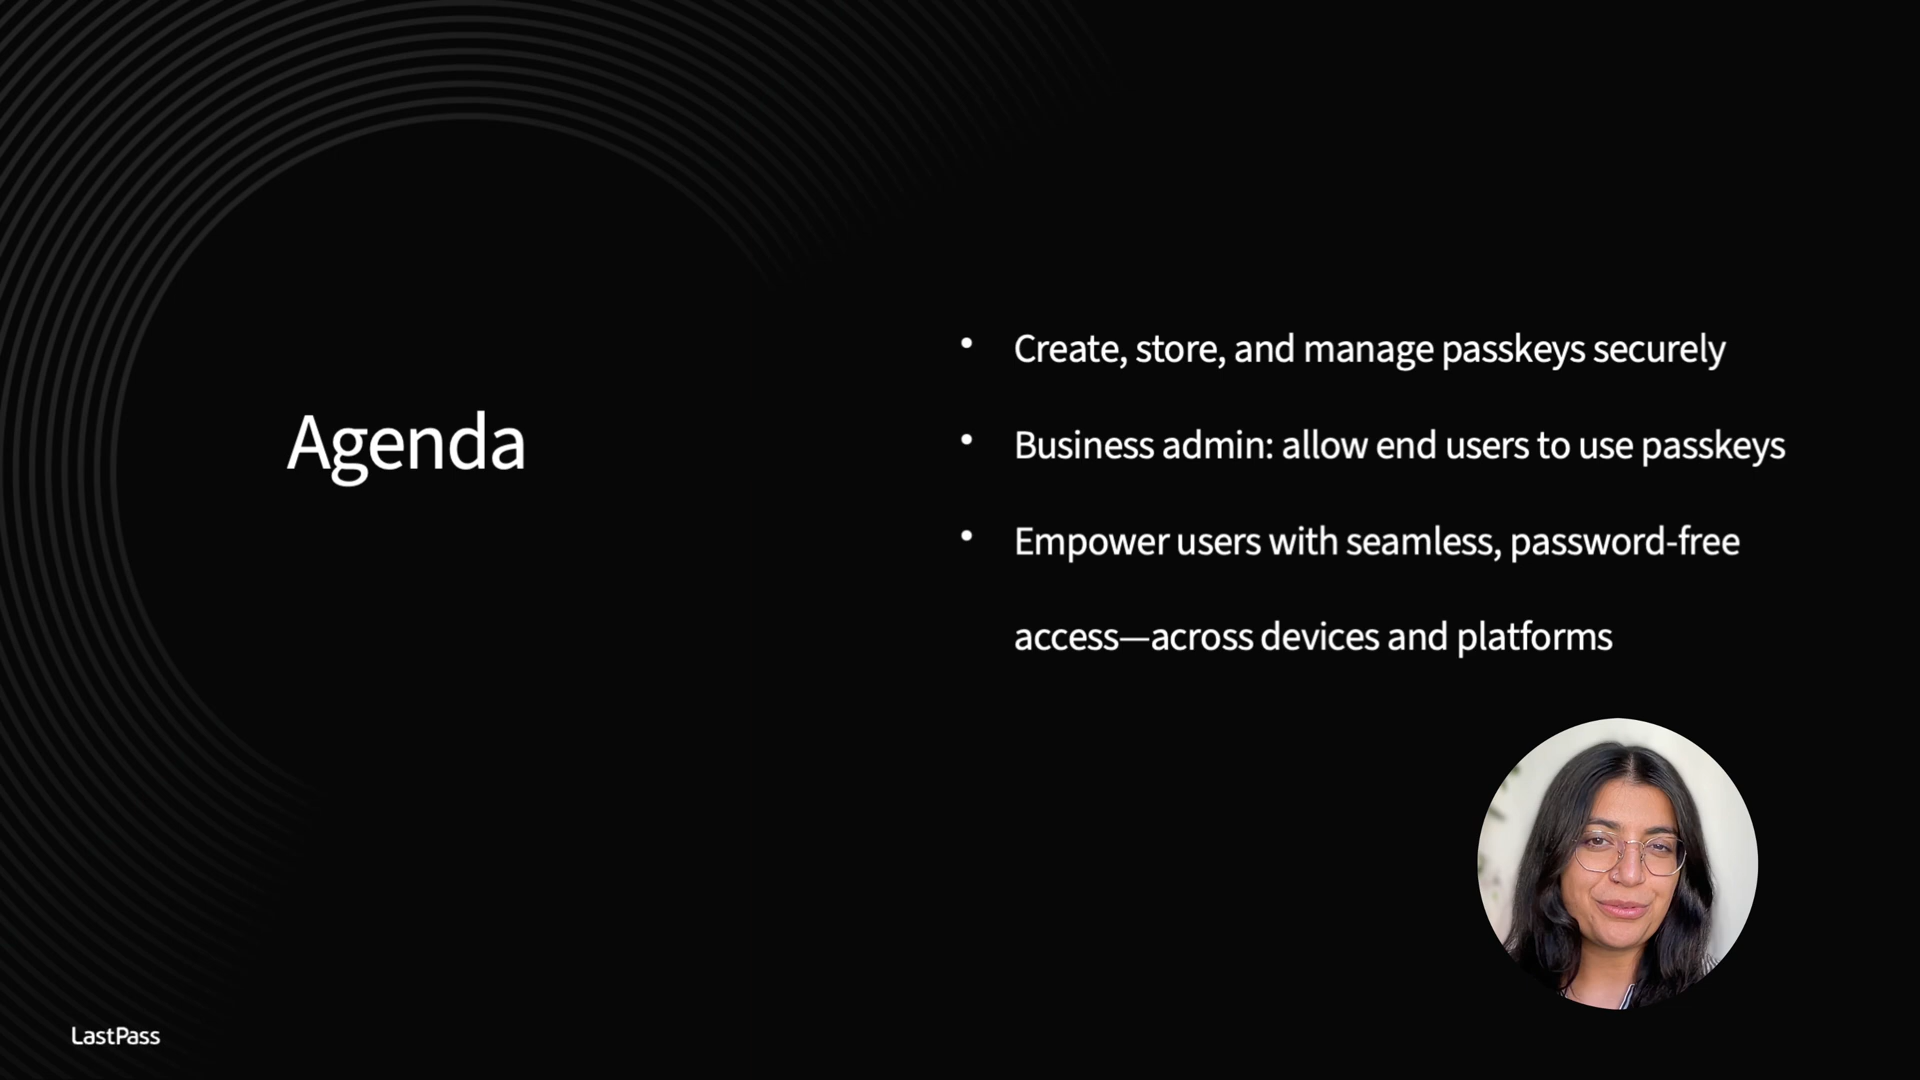 Agenda
• Create, store, and manage passkeys securely
• Business admin: allow end users to use passkeys
• Empower users with seamless, password-free
access—across devices and platforms
LastPass